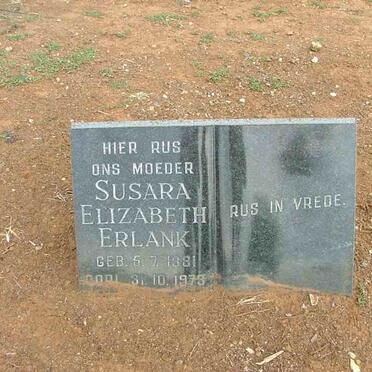 HIER RUS
ONS MOEDER
SUSARA
ELIZABETH
ERLANK
GEB. 5. 7. 1881
OORL. 31. 10. 1973
RUS IN VREDE.